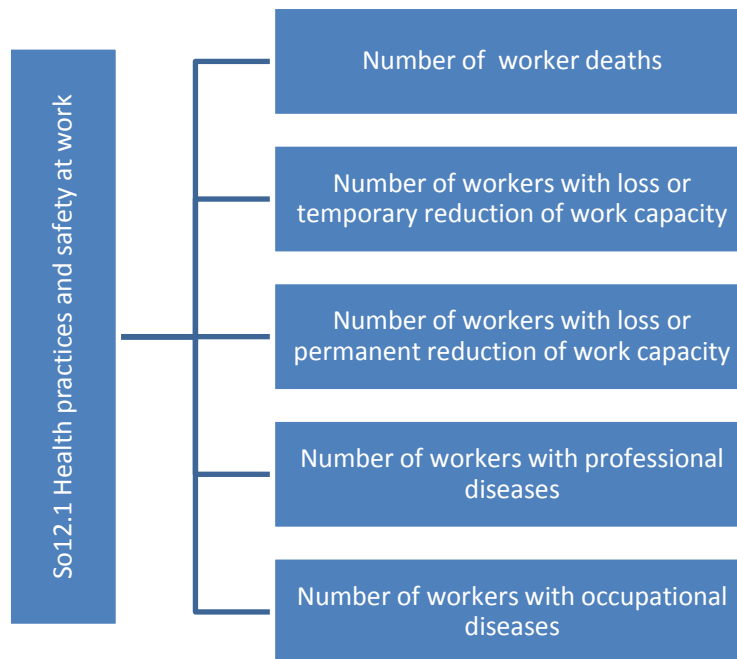 So12.1 Health practices and safety at work
Number of worker deaths
Number of workers with loss or
temporary reduction of work capacity
Number of workers with loss or
permanent reduction of work capacity
Number of workers with professional
diseases
Number of workers with occupational
diseases